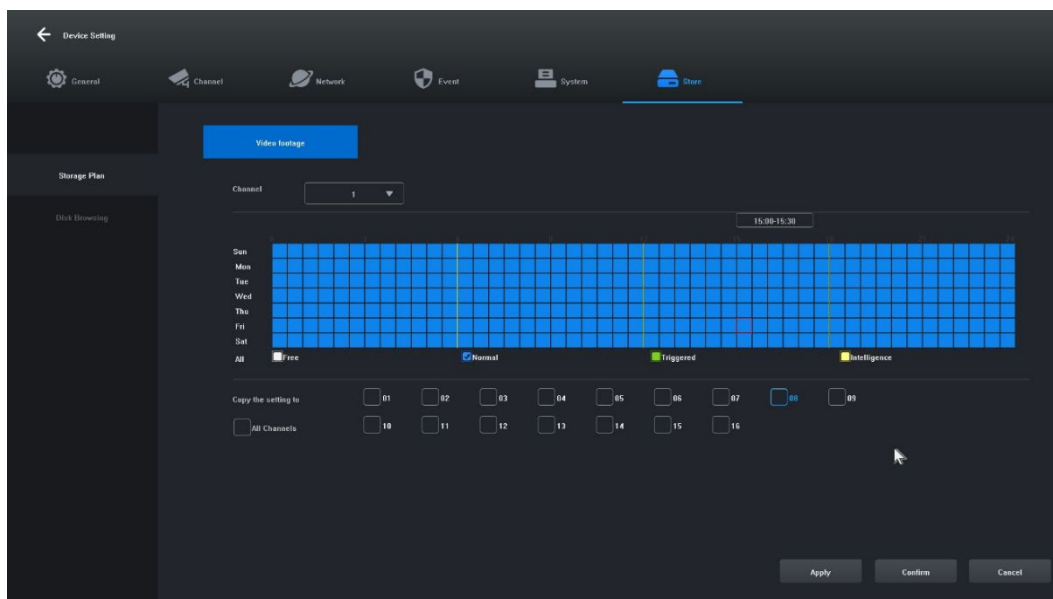 Device Setting
General Channel Network Event System Store
Video footage
Storage Plan
Channel 1
Disk Browsing
15:00-15:30
Sun
Mon
Tue
Wed
Thu
Fri
Sat
All Free Normal Triggered Intelligence
Copy the setting to 01 02 03 04 05 06 07 08 09
All Channels 10 11 12 13 14 15 16
Apply Confirm Cancel